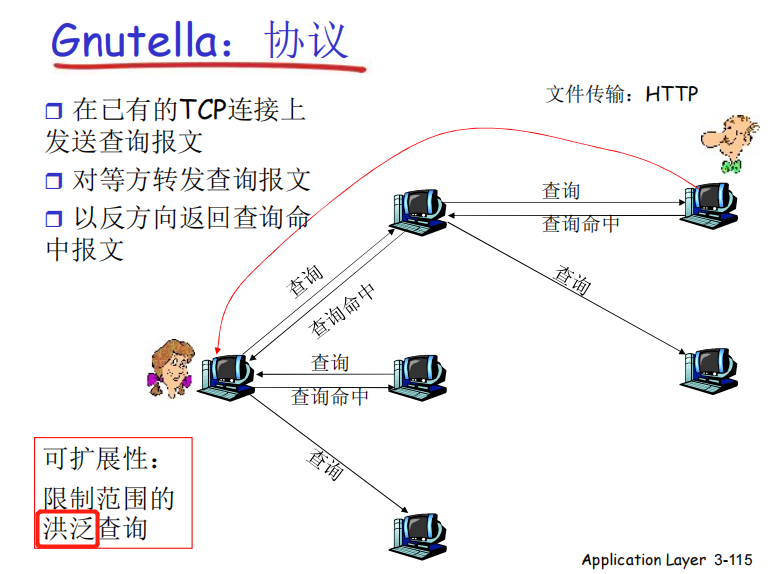 Gnutella：协议
❒ 在已有的TCP连接上
发送查询报文
❒ 对等方转发查询报文
❒ 以反方向返回查询命
中报文
文件传输：HTTP
查询
查询命中
查询
查询
查询命中
查询
查询命中
查询
可扩展性：
限制范围的
洪泛查询
Application Layer 3-115